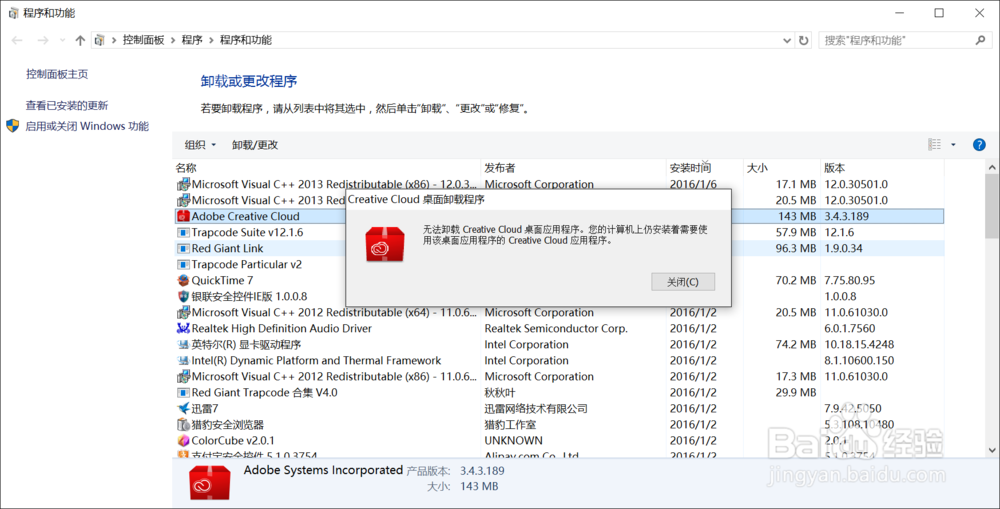 程序和功能
控制面板 程序 程序和功能
搜索"程序和功能"
控制面板主页
查看已安装的更新
启用或关闭 Windows 功能
卸载或更改程序
若要卸载程序，请从列表中将其选中，然后单击"卸载"、"更改"或"修复"。
组织 卸载/更改
名称 发布者 安装时间 大小 版本
Microsoft Visual C++ 2013 Redistributable (x86) - 12.0.3... Microsoft Corporation 2016/1/6 17.1 MB 12.0.30501.0
Microsoft Visual C++ 2013 Redis 20.5 MB 12.0.30501.0
Adobe Creative Cloud 143 MB 3.4.3.189
Trapcode Suite v12.1.6 57.9 MB 12.1.6
Red Giant Link 96.3 MB 1.9.0.34
Trapcode Particular v2
QuickTime 7 70.2 MB 7.75.80.95
银联安全控件IE版 1.0.0.8 1.0.0.8
Microsoft Visual C++ 2012 Redistributable (x64) - 11.0.6... Microsoft Corporation 2016/1/2 20.5 MB 11.0.61030.0
Realtek High Definition Audio Driver Realtek Semiconductor Corp. 2016/1/2 6.0.1.7560
英特尔(R) 显卡驱动程序 Intel Corporation 2016/1/2 74.2 MB 10.18.15.4248
Intel(R) Dynamic Platform and Thermal Framework Intel Corporation 2016/1/2 8.1.10600.150
Microsoft Visual C++ 2012 Redistributable (x86) - 11.0.6... Microsoft Corporation 2016/1/2 17.3 MB 11.0.61030.0
Red Giant Trapcode 合集 V4.0 秋秋叶 2016/1/2 29.9 MB
迅雷7 迅雷网络技术有限公司 2016/1/2 7.9.42.5050
猎豹安全浏览器 猎豹工作室 2016/1/2 5.3.108.10480
ColorCube v2.0.1 UNKNOWN 2016/1/2 2.0.1
支付宝安全控件 5.1.0.3754 Alipay.com Co., Ltd. 2016/1/2 5.1.0.3754
Creative Cloud 桌面卸载程序
无法卸载 Creative Cloud 桌面应用程序。您的计算机上仍安装着需要使
用该桌面应用程序的 Creative Cloud 应用程序。
关闭(C)
Adobe Systems Incorporated 产品版本: 3.4.3.189
大小: 143 MB
Baidu 经验
jingyan.baidu.com